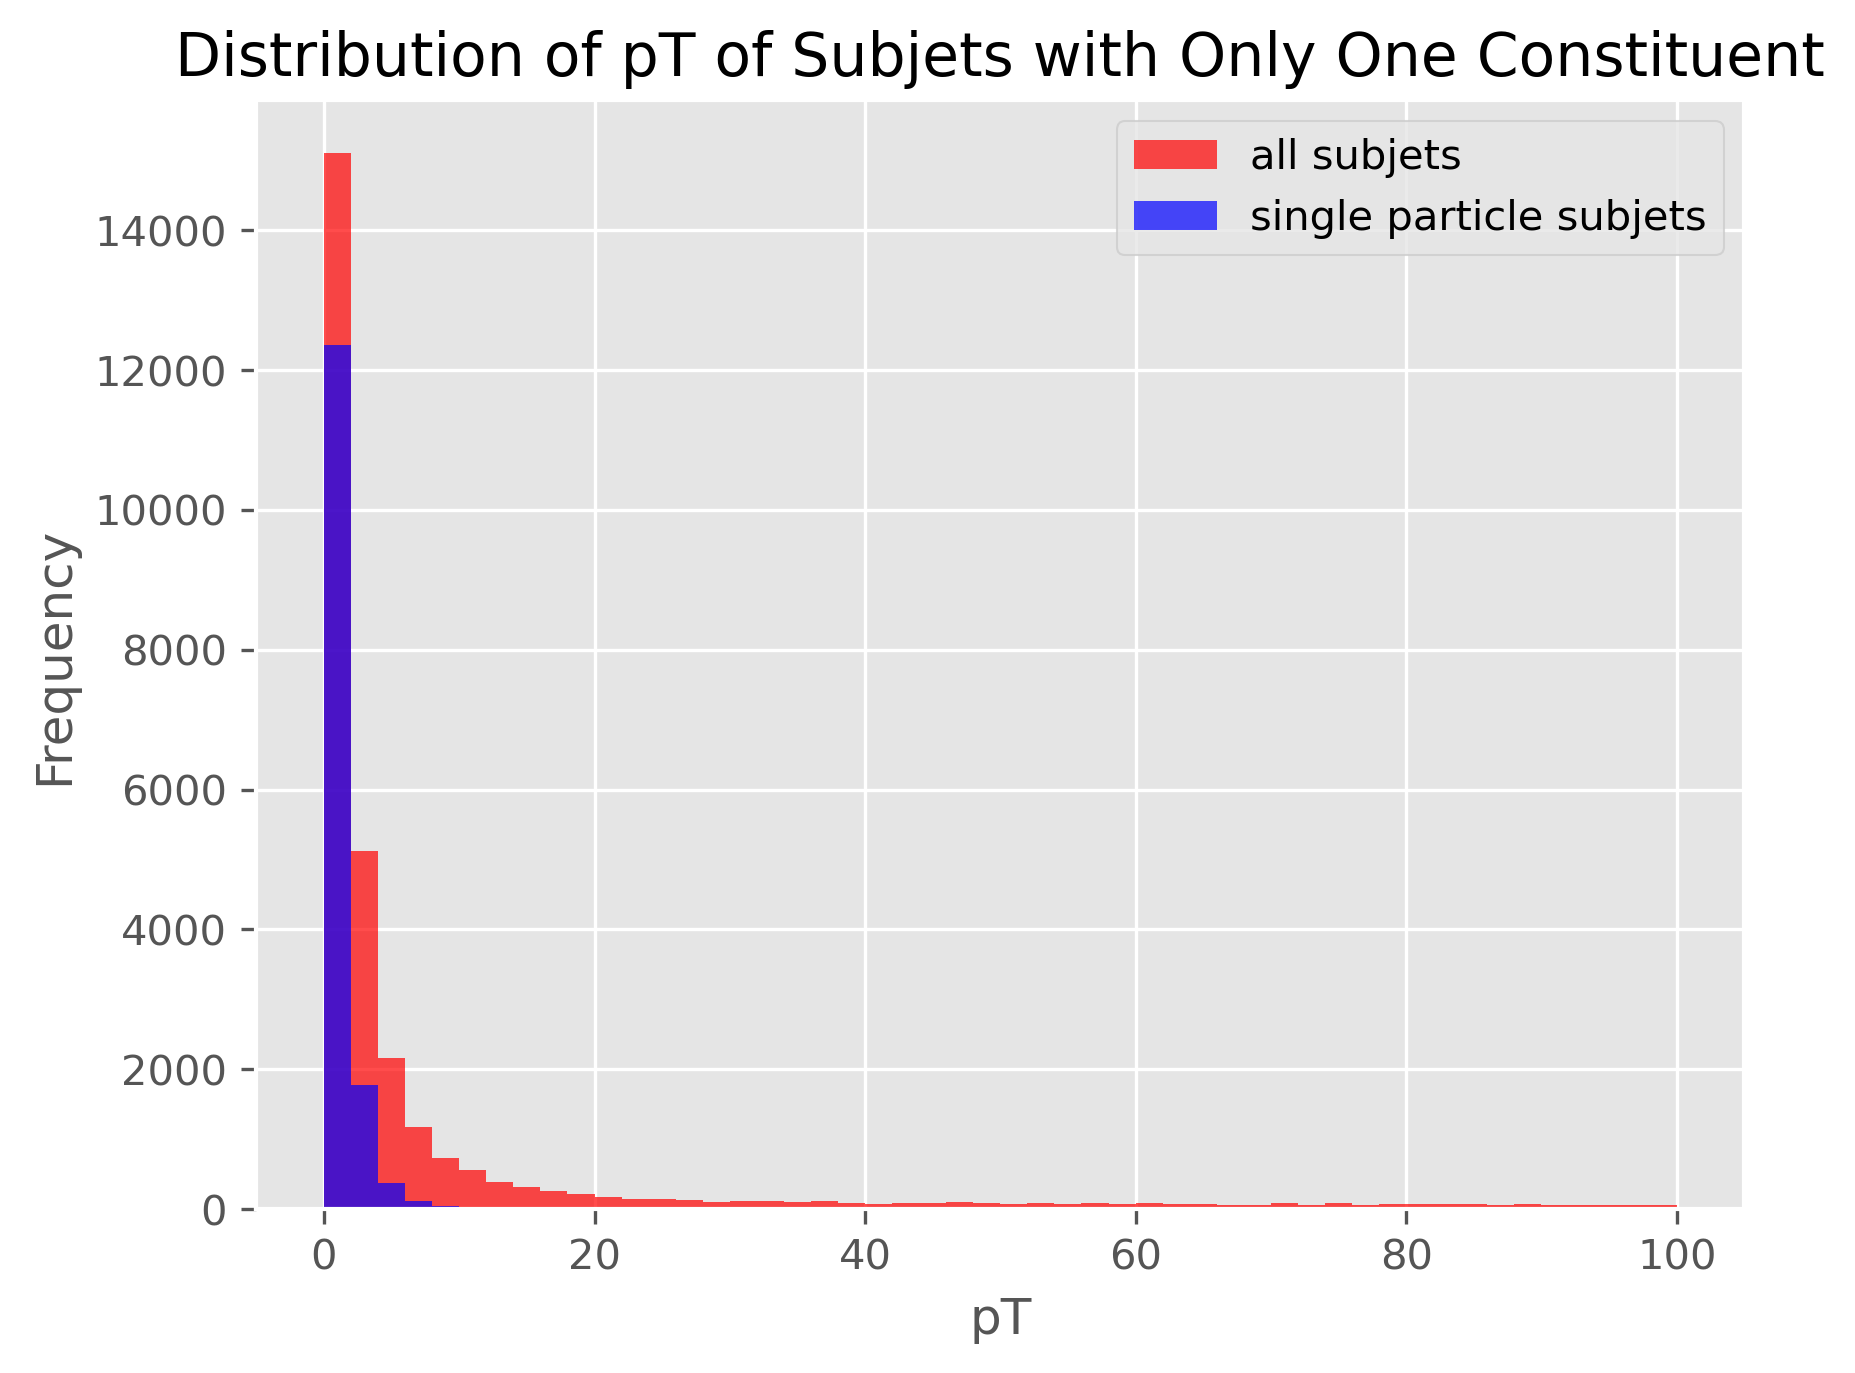 Distribution of pT of Subjets with Only One Constituent
all subjets
single particle subjets
14000
12000
10000
8000
6000
4000
2000
0
Frequency
0 20 40 60 80 100
pT